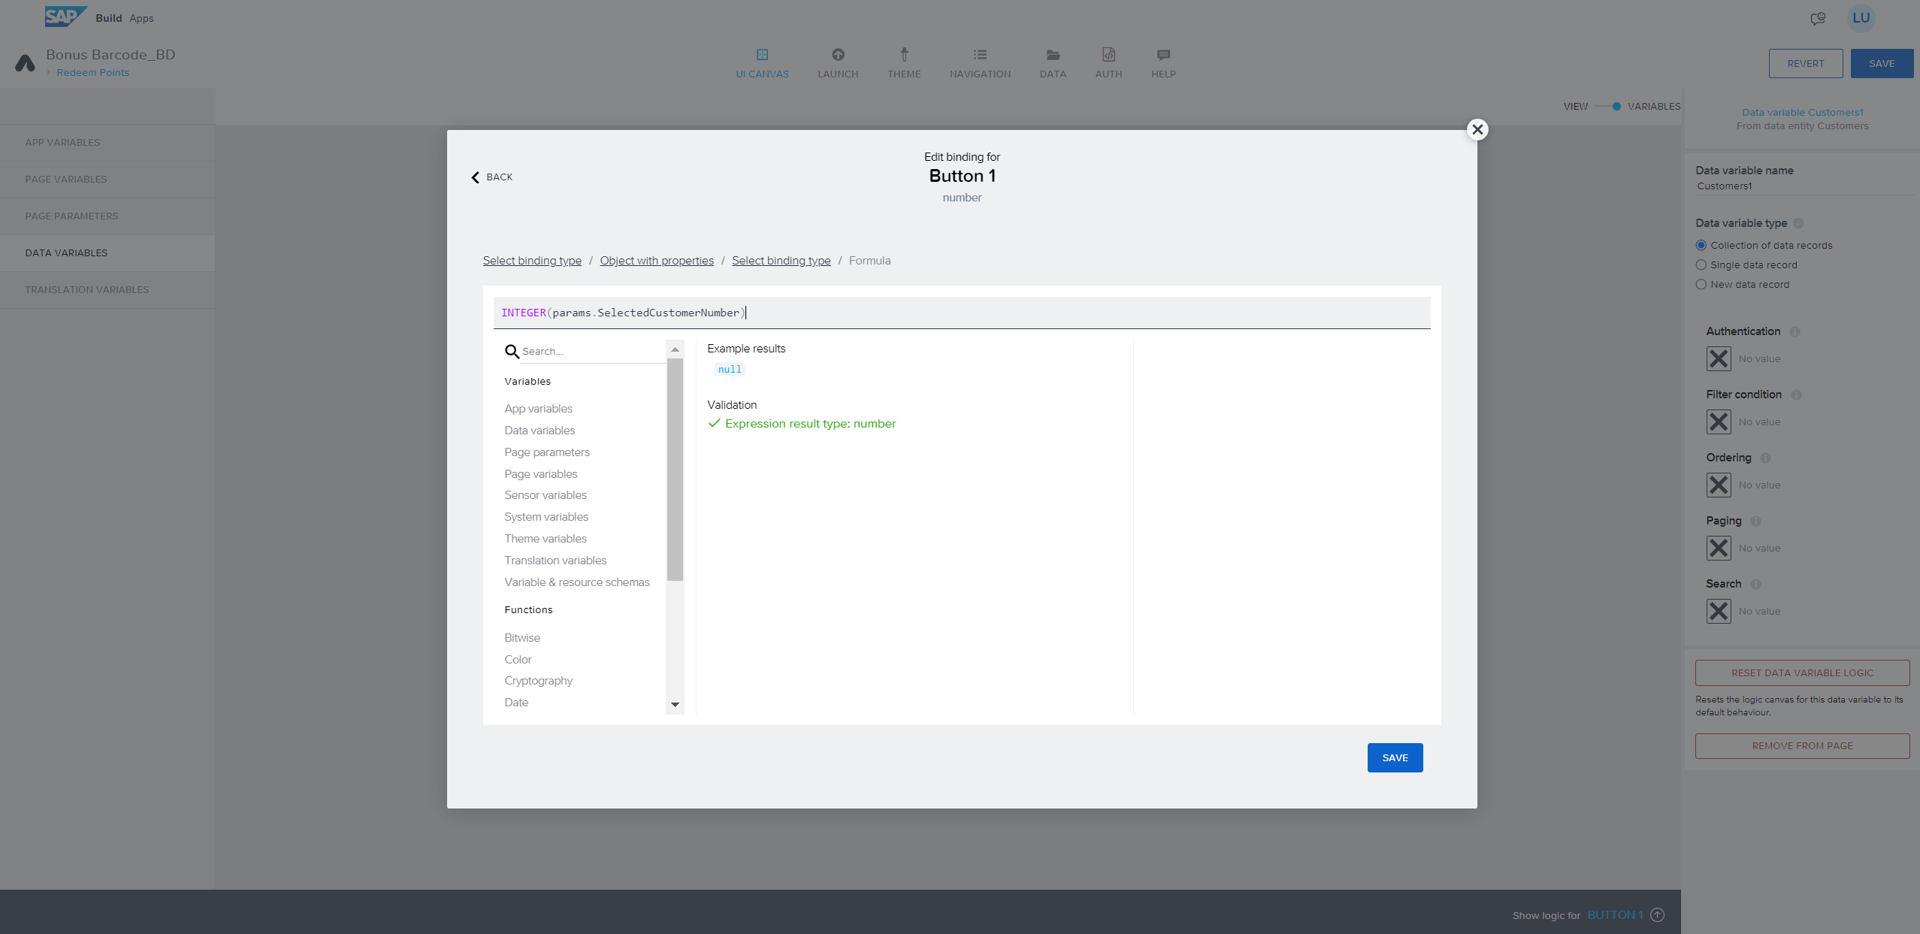 SAP Build Apps
LU
Bonus Barcode_BD
› Redeem Points
UI CANVAS
LAUNCH
THEME
NAVIGATION
DATA
AUTH
HELP
REVERT
SAVE
VIEW
VARIABLES
APP VARIABLES
PAGE VARIABLES
PAGE PARAMETERS
DATA VARIABLES
TRANSLATION VARIABLES
BACK
Edit binding for
Button 1
number
Select binding type / Object with properties / Select binding type / Formula
INTEGER(params.SelectedCustomerNumber)
Search...
Variables
App variables
Data variables
Page parameters
Page variables
Sensor variables
System variables
Theme variables
Translation variables
Variable & resource schemas
Functions
Bitwise
Color
Cryptography
Date
Example results
null
Validation
Expression result type: number
SAVE
Data variable Customers1
From data entity Customers
Data variable name
Customers1
Data variable type
Collection of data records
Single data record
New data record
Authentication
No value
Filter condition
No value
Ordering
No value
Paging
No value
Search
No value
RESET DATA VARIABLE LOGIC
Resets the logic canvas for this data variable to its
default behaviour.
REMOVE FROM PAGE
Show logic for BUTTON 1